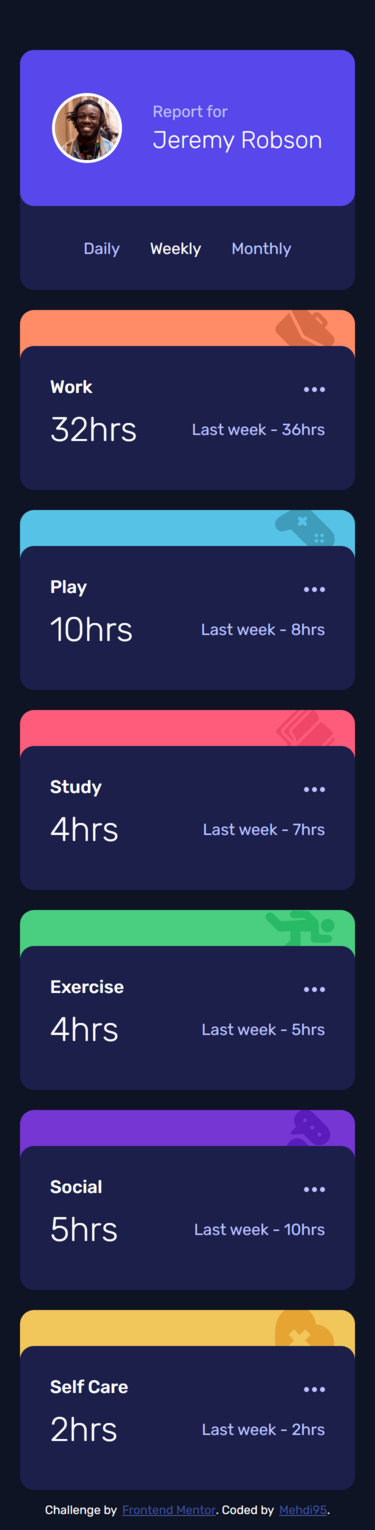 Report for
Jeremy Robson
Daily Weekly Monthly
Work
32hrs Last week - 36hrs
Play
10hrs Last week - 8hrs
Study
4hrs Last week - 7hrs
Exercise
4hrs Last week - 5hrs
Social
5hrs Last week - 10hrs
Self Care
2hrs Last week - 2hrs
Challenge by Frontend Mentor. Coded by Mehdi95.